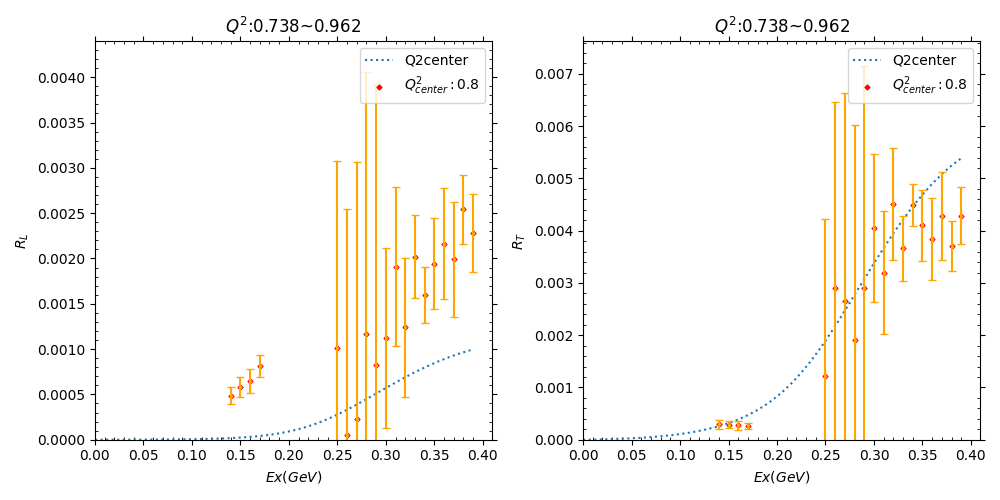 Q²:0.738~0.962
Q2center
Q²center : 0.8
0.0040
0.0035
0.0030
0.0025
0.0020
0.0015
0.0010
0.0005
0.0000
R_L
0.00 0.05 0.10 0.15 0.20 0.25 0.30 0.35 0.40
Ex(GeV)
Q²:0.738~0.962
Q2center
Q²center : 0.8
0.007
0.006
0.005
0.004
0.003
0.002
0.001
0.000
R_T
0.00 0.05 0.10 0.15 0.20 0.25 0.30 0.35 0.40
Ex(GeV)